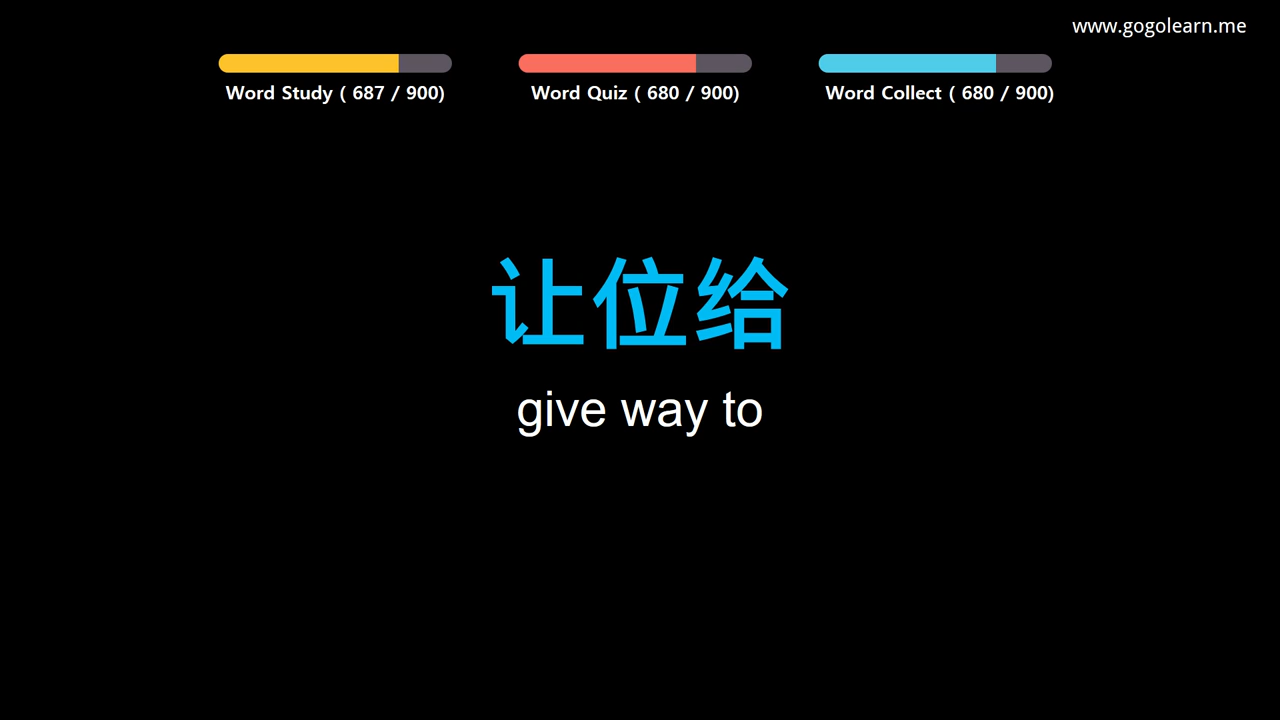 www.gogolearn.me
Word Study ( 687 / 900)
Word Quiz ( 680 / 900)
Word Collect ( 680 / 900)
让位给
give way to